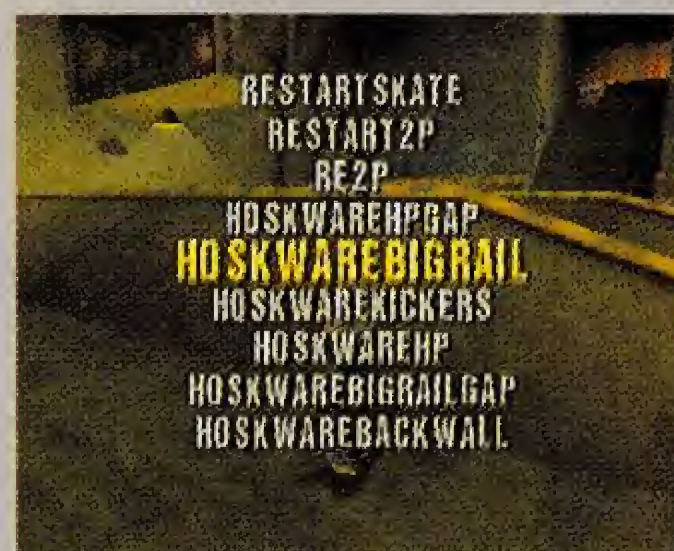 RESTARTSKATE
RESTART2P
RE2P
HOSKWAREHPGAP
HOSKWAREBIGRAIL
HOSKWAREKICKERS
HOSKWAREHP
HOSKWAREBIGRAILGAP
HOSKWAREBACKWALL